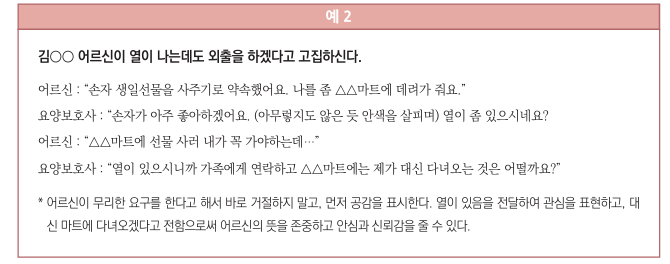 예 2
김○○ 어르신이 열이 나는데도 외출을 하겠다고 고집하신다.
어르신 : “손자 생일선물을 사주기로 약속했어요. 나를 좀 △△마트에 데려가 줘요.”
요양보호사 : “손자가 아주 좋아하겠어요. (아무렇지도 않은 듯 안색을 살피며) 열이 좀 있으시네요?
어르신 : “△△마트에 선물 사러 내가 꼭 가야하는데…”
요양보호사 : “열이 있으시니까 가족에게 연락하고 △△마트에는 제가 대신 다녀오는 것은 어떨까요?”
* 어르신이 무리한 요구를 한다고 해서 바로 거절하지 말고, 먼저 공감을 표시한다. 열이 있음을 전달하여 관심을 표현하고, 대
신 마트에 다녀오겠다고 전함으로써 어르신의 뜻을 존중하고 안심과 신뢰감을 줄 수 있다.